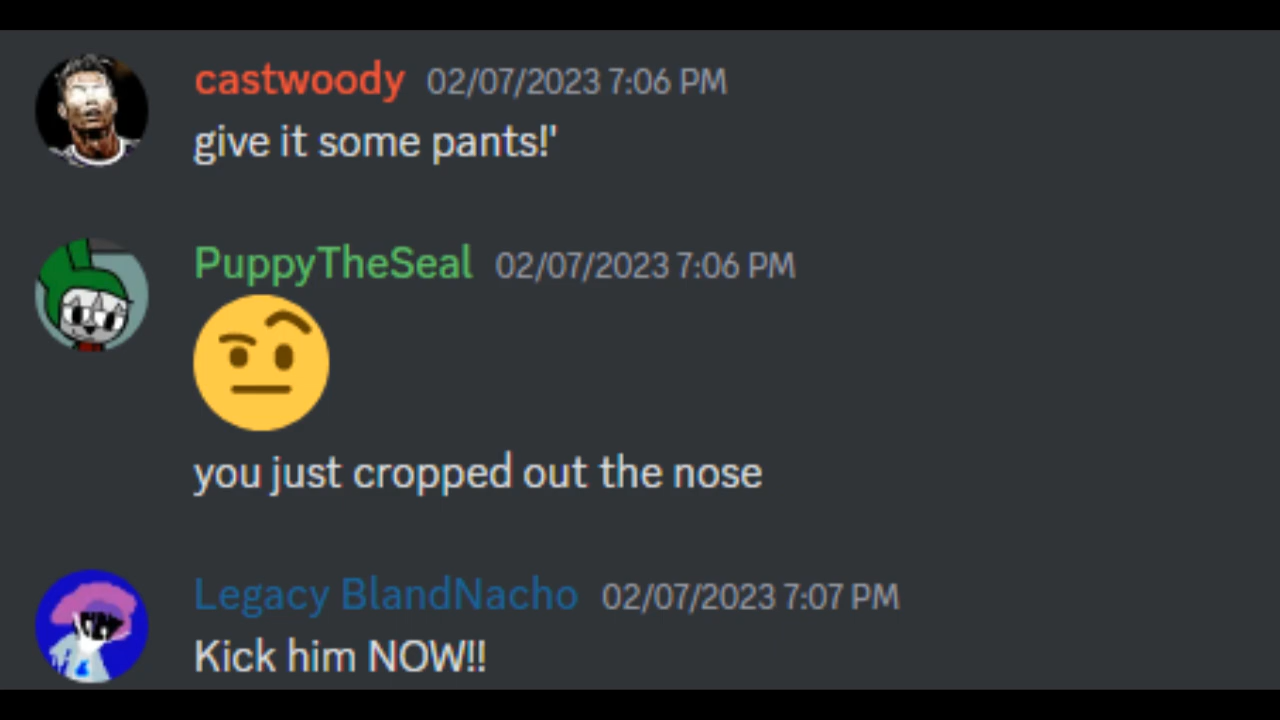 castwoody 02/07/2023 7:06 PM
give it some pants!'
PuppyTheSeal 02/07/2023 7:06 PM
you just cropped out the nose
Legacy BlandNacho 02/07/2023 7:07 PM
Kick him NOW!!